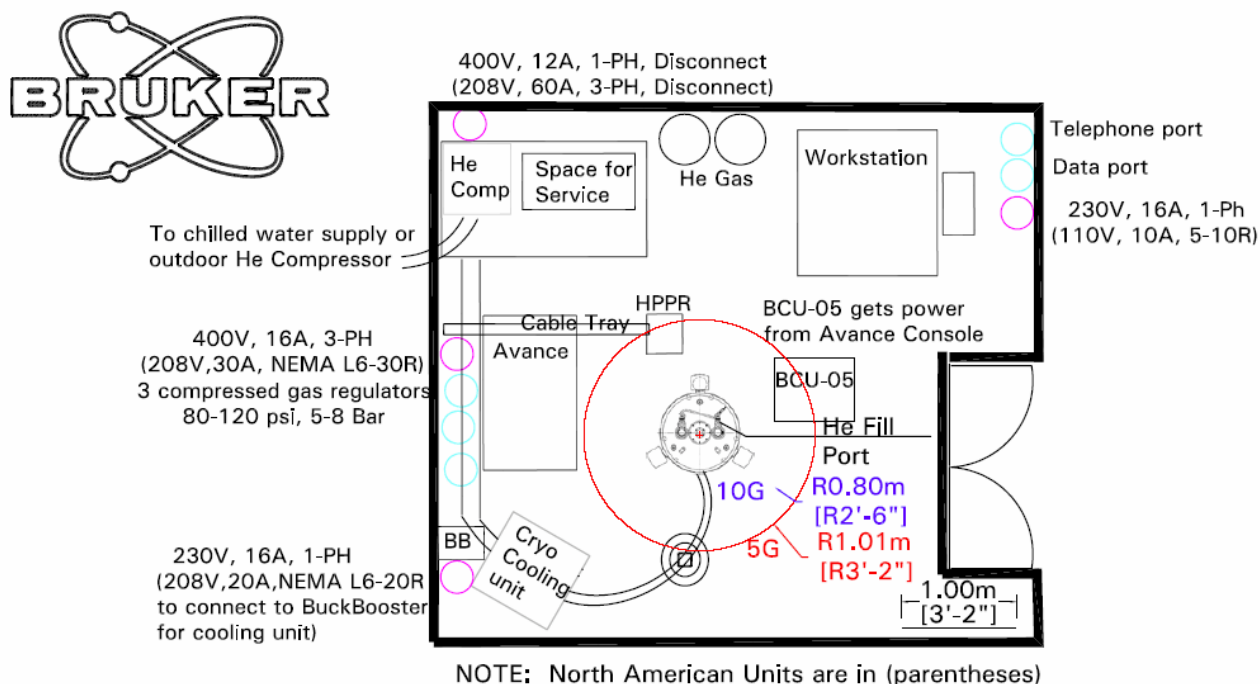 BRUKER
400V, 12A, 1-PH, Disconnect
(208V, 60A, 3-PH, Disconnect)
He
Comp
Space for
Service
He Gas
Workstation
Telephone port
Data port
230V, 16A, 1-Ph
(110V, 10A, 5-10R)
To chilled water supply or
outdoor He Compressor
HPPR
Cable Tray
Avance
BCU-05 gets power
from Avance Console
BCU-05
400V, 16A, 3-PH
(208V,30A, NEMA L6-30R)
3 compressed gas regulators
80-120 psi, 5-8 Bar
He Fill
Port
10G
R0.80m
[R2'-6"]
5G
R1.01m
[R3'-2"]
BB
Cryo
Cooling
unit
230V, 16A, 1-PH
(208V,20A,NEMA L6-20R
to connect to BuckBooster
for cooling unit)
1.00m
[3'-2"]
NOTE: North American Units are in (parentheses)